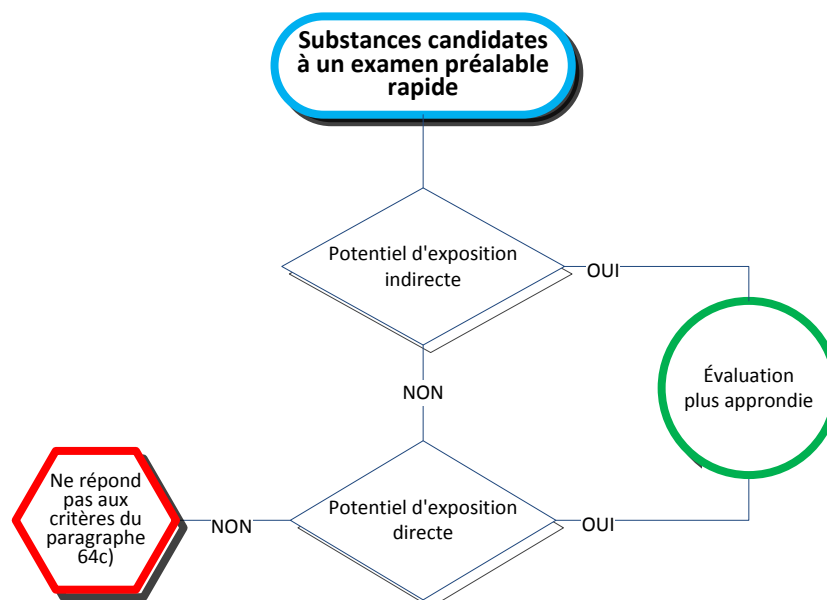 Substances candidates
à un examen préalable
rapide
Potentiel d'exposition
indirecte
OUI
Évaluation
plus approndie
NON
Ne répond
pas aux
critères du
paragraphe
64c)
NON
Potentiel d'exposition
directe
OUI